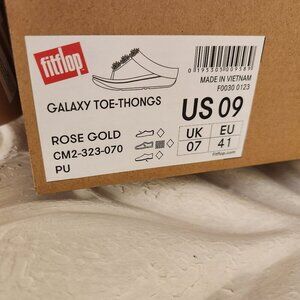 fitflop
0195305009589
MADE IN VIETNAM
F0030 0123
GALAXY TOE-THONGS
US 09
ROSE GOLD
CM2-323-070
PU
UK EU
07 41
fitflop.com